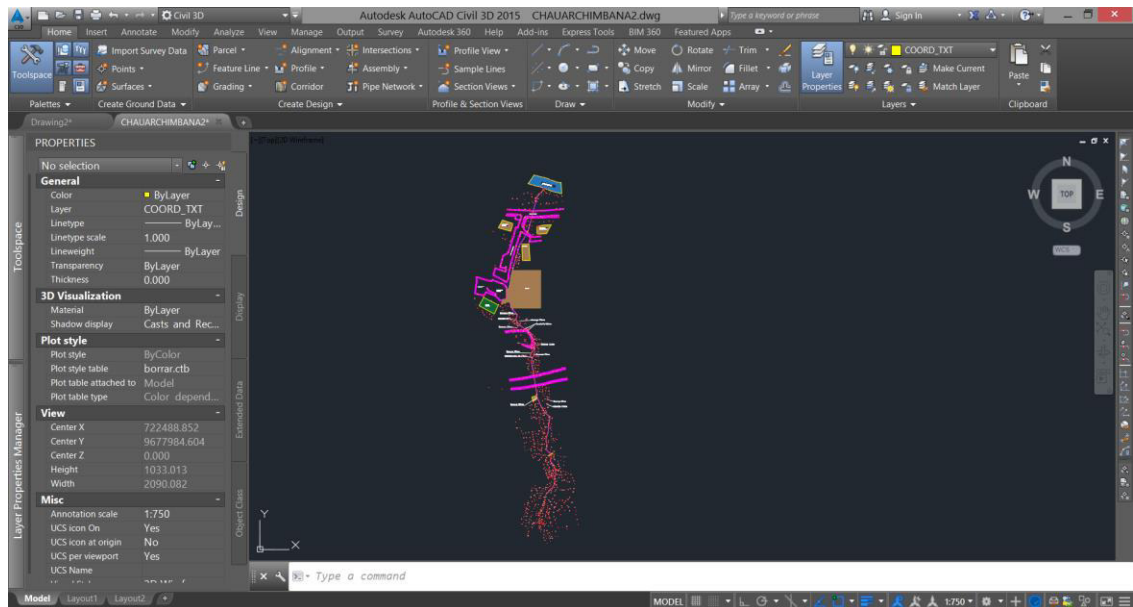 Civil 3D
Autodesk AutoCAD Civil 3D 2015 CHAUARCHIMBANA2.dwg
Type a keyword or phrase
Sign In
Home Insert Annotate Modify Analyze View Manage Output Survey Autodesk 360 Help Add-ins Express Tools BIM 360 Featured Apps
Toolspace
Import Survey Data
Points
Surfaces
Parcel
Feature Line
Grading
Alignment
Profile
Corridor
Intersections
Assembly
Pipe Network
Profile View
Sample Lines
Section Views
Move
Copy
Stretch
Rotate
Mirror
Scale
Trim
Fillet
Array
Layer
Properties
COORD_TXT
Make Current
Match Layer
Paste
Palettes
Create Ground Data
Create Design
Profile & Section Views
Draw
Modify
Layers
Clipboard
Drawing2*
CHAUARCHIMBANA2*
PROPERTIES
No selection
General
Color ByLayer
Layer COORD_TXT
Linetype ByLay...
Linetype scale 1.000
Lineweight ByLayer
Transparency ByLayer
Thickness 0.000
3D Visualization
Material ByLayer
Shadow display Casts and Rec...
Plot style
Plot style ByColor
Plot style table borrar.ctb
Plot table attached to Model
Plot table type Color depend...
View
Center X 722488.852
Center Y 9677984.604
Center Z 0.000
Height 1033.013
Width 2090.082
Misc
Annotation scale 1:750
UCS icon On Yes
UCS icon at origin No
UCS per viewport Yes
UCS Name
Design
Display
Extended Data
Object Class
Toolspace
Layer Properties Manager
N
W TOP E
S
WCS
Y
X
Type a command
Model Layout1 Layout2
MODEL
1:750